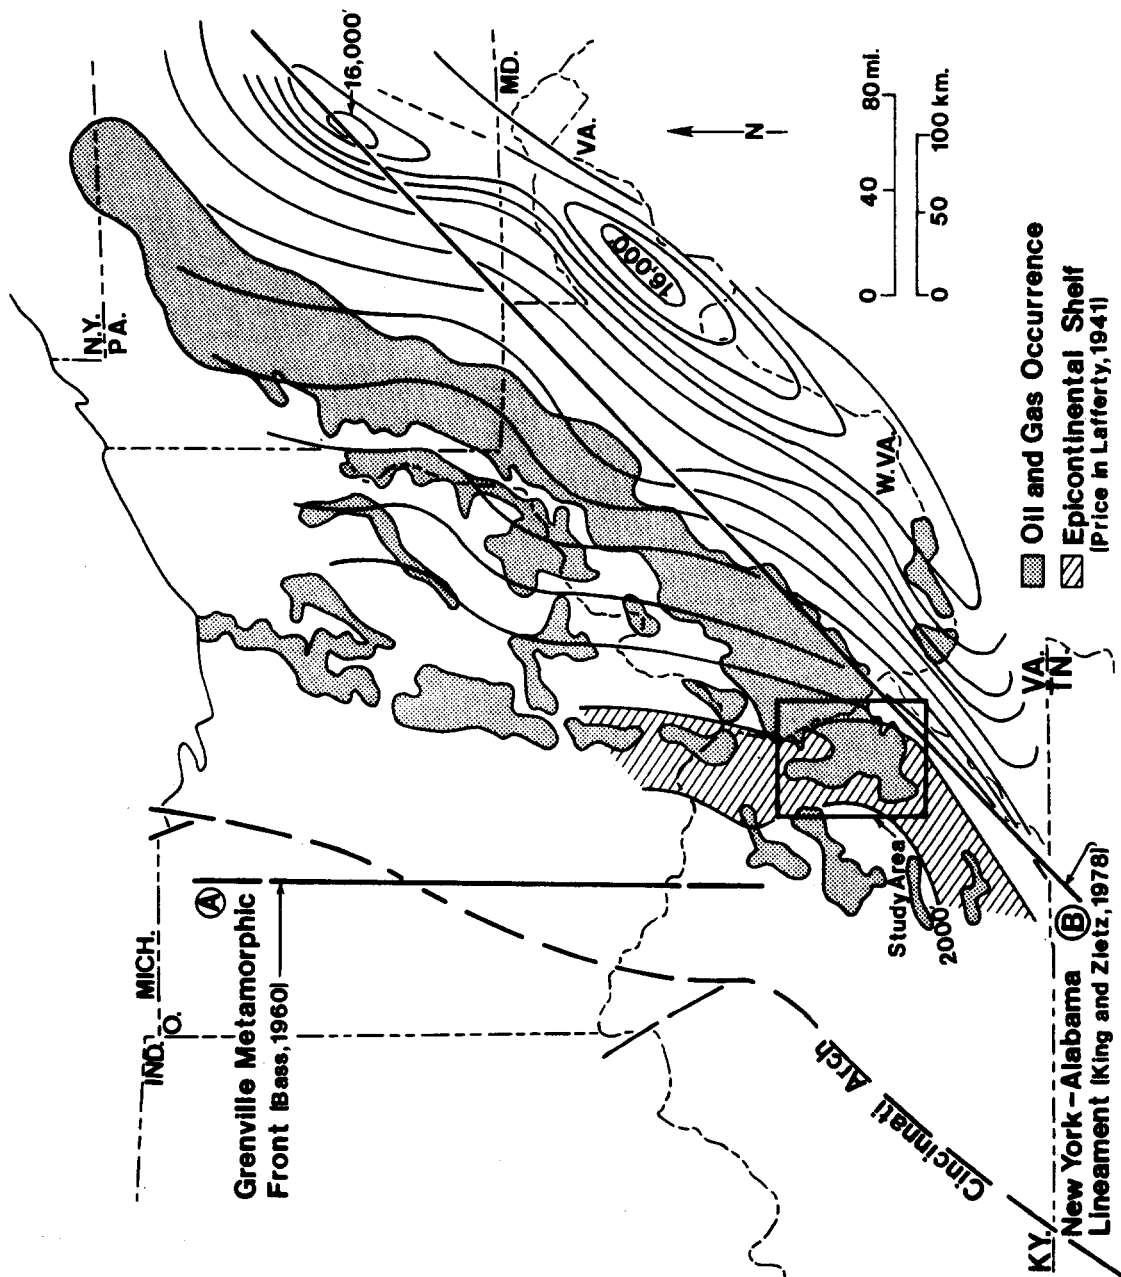 16,000'
N.Y.
PA.
MD.
VA.
MICH.
IND.
O.
A
Grenville Metamorphic
Front (Bass, 1960)
16,000'
N
80 mi.
40
0
100 km.
50
0
W.VA.
Oil and Gas Occurrence
Epicontinental Shelf
(Price in Lafferty, 1941)
VA.
TN.
Study Area
2000'
Cincinnati Arch
KY.
New York-Alabama B
Lineament (King and Zietz, 1978)